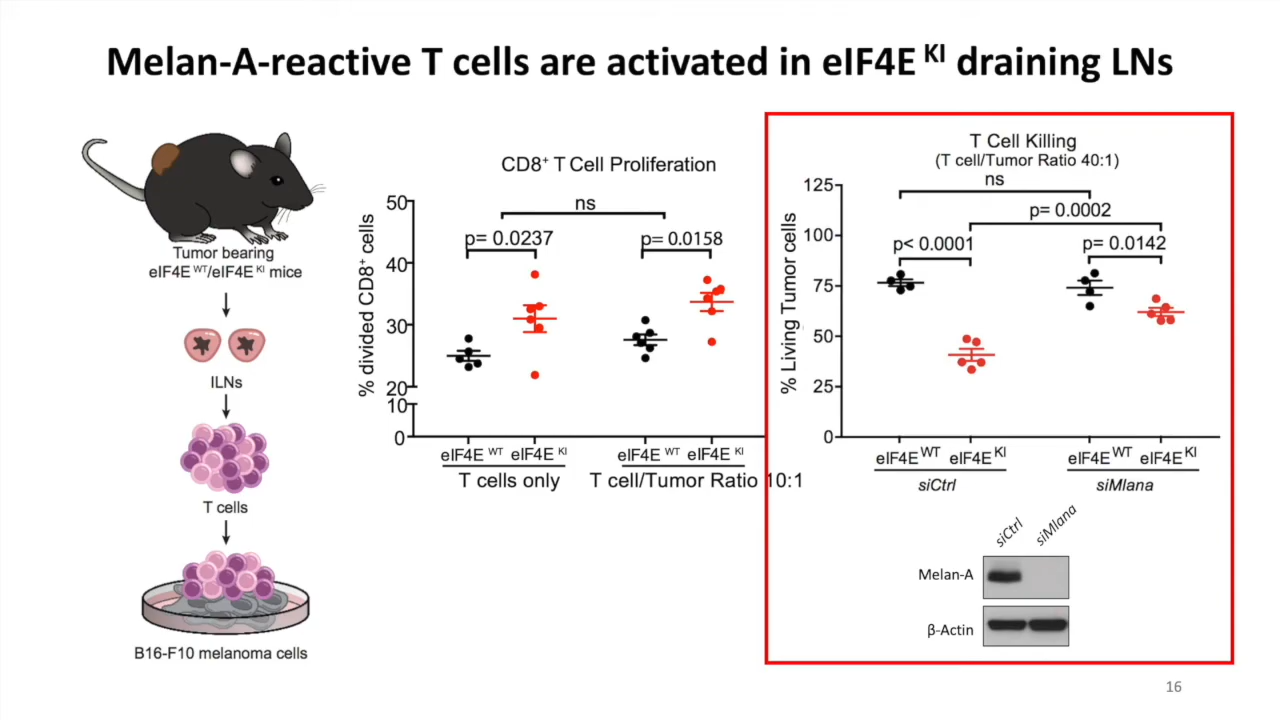 Melan-A-reactive T cells are activated in eIF4E KI draining LNs
Tumor bearing
eIF4E WT/eIF4E KI mice
ILNs
T cells
B16-F10 melanoma cells
CD8+ T Cell Proliferation
% divided CD8+ cells
50
40
30
20
10
0
ns
p= 0.0237
p= 0.0158
eIF4E WT eIF4E KI
eIF4E WT eIF4E KI
T cells only
T cell/Tumor Ratio 10:1
T Cell Killing
(T cell/Tumor Ratio 40:1)
% Living Tumor cells
125
100
75
50
25
0
ns
p= 0.0002
p< 0.0001
p= 0.0142
eIF4E WT eIF4E KI
eIF4E WT eIF4E KI
siCtrl
siMlana
siCtrl
siMlana
Melan-A
β-Actin
16